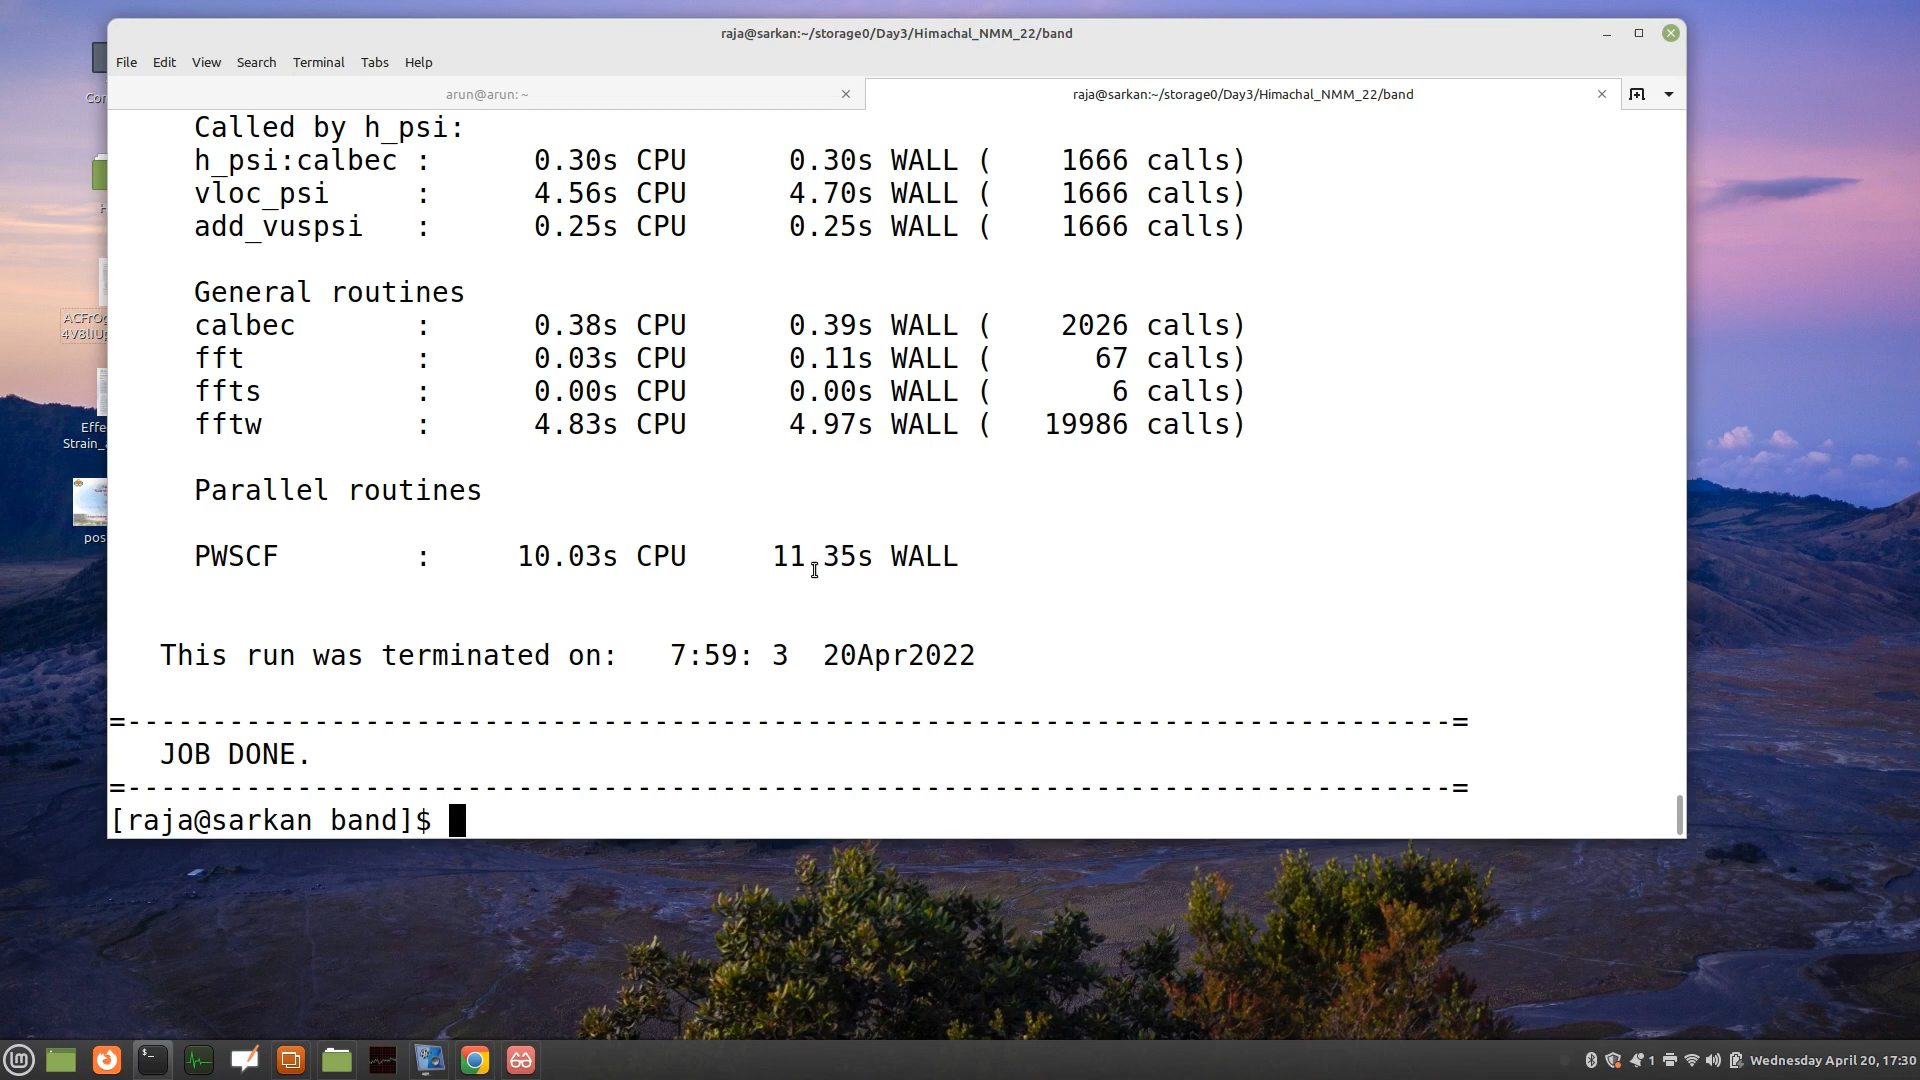 raja@sarkan:~/storage0/Day3/Himachal_NMM_22/band
File Edit View Search Terminal Tabs Help
arun@arun: ~
raja@sarkan:~/storage0/Day3/Himachal_NMM_22/band
Called by h_psi:
h_psi:calbec : 0.30s CPU 0.30s WALL ( 1666 calls)
vloc_psi : 4.56s CPU 4.70s WALL ( 1666 calls)
add_vuspsi : 0.25s CPU 0.25s WALL ( 1666 calls)
General routines
calbec : 0.38s CPU 0.39s WALL ( 2026 calls)
fft : 0.03s CPU 0.11s WALL ( 67 calls)
ffts : 0.00s CPU 0.00s WALL ( 6 calls)
fftw : 4.83s CPU 4.97s WALL ( 19986 calls)
Parallel routines
PWSCF : 10.03s CPU 11.35s WALL
This run was terminated on: 7:59: 3 20Apr2022
=------------------------------------------------------------------------------=
JOB DONE.
=------------------------------------------------------------------------------=
[raja@sarkan band]$
Effe
Strain_
pos
1 Wednesday April 20, 17:30